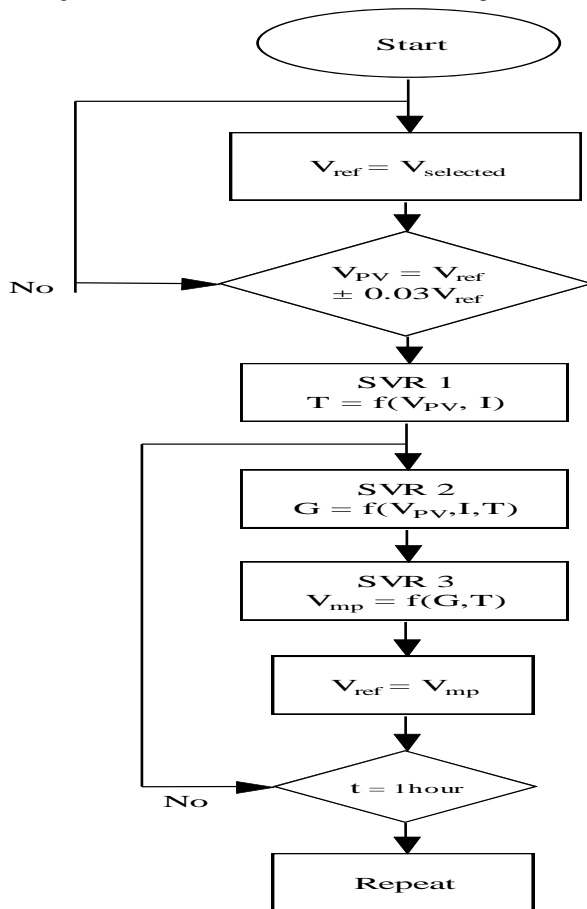 Start
V_ref = V_selected
V_PV = V_ref
± 0.03V_ref
No
SVR 1
T = f(V_PV, I)
SVR 2
G = f(V_PV,I,T)
SVR 3
V_mp = f(G,T)
V_ref = V_mp
t = 1hour
No
Repeat